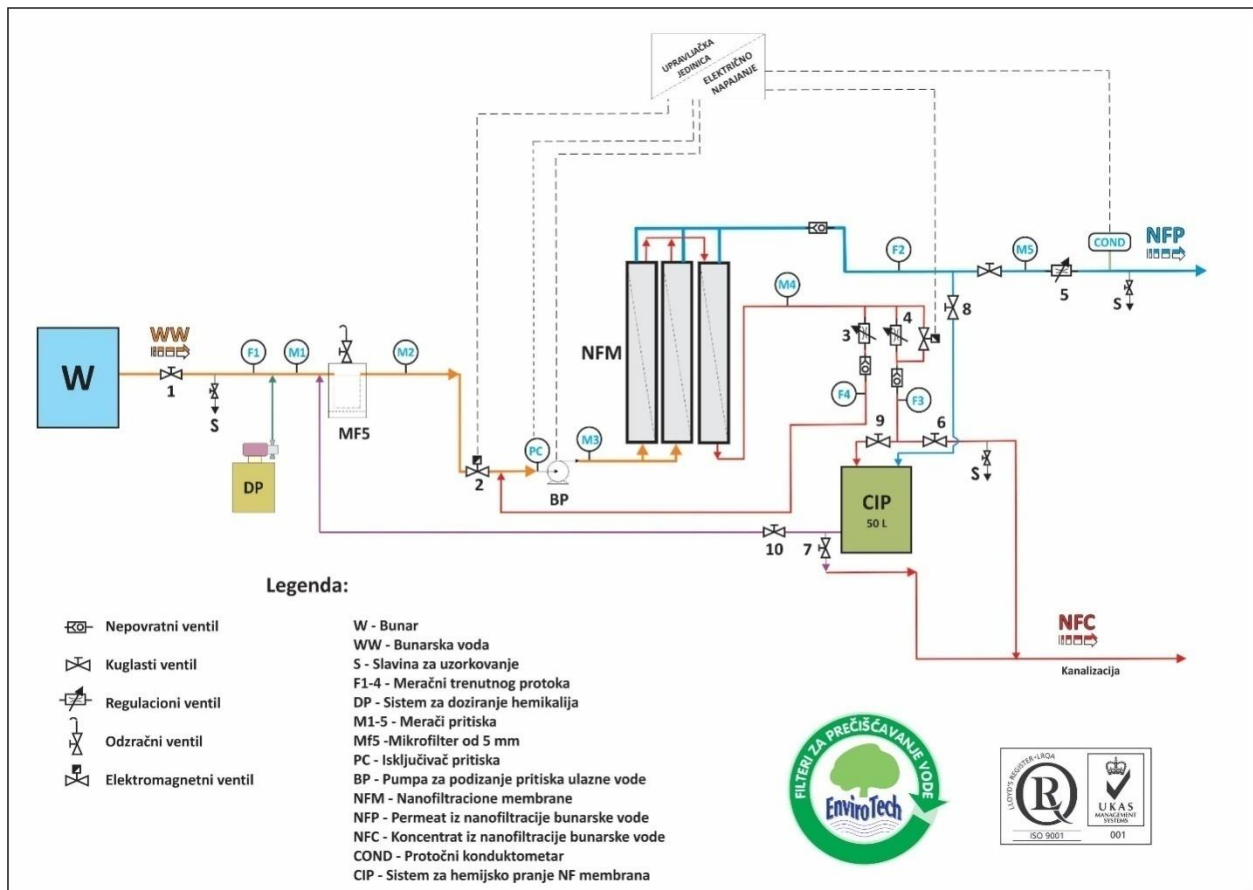 UPRAVLJAČKA
JEDINICA
ELEKTRIČNO
NAPAJANJE
NFP
COND
F2
M5
5
S
8
M4
3
4
F4
F3
NFM
W
WW
F1
M1
M2
1
S
MF5
DP
2
PC
M3
BP
9
6
S
CIP
50 L
10
7
NFC
Kanalizacija
Legenda:
Nepovratni ventil
Kuglasti ventil
Regulacioni ventil
Odzračni ventil
Elektromagnetni ventil
W - Bunar
WW - Bunarska voda
S - Slavina za uzorkovanje
F1-4 - Meračni trenutnog protoka
DP - Sistem za doziranje hemikalija
M1-5 - Merači pritiska
Mf5 -Mikrofilter od 5 mm
PC - Isključivač pritiska
BP - Pumpa za podizanje pritiska ulazne vode
NFM - Nanofiltracione membrane
NFP - Permeat iz nanofiltracije bunarske vode
NFC - Koncentrat iz nanofiltracije bunarske vode
COND - Protočni konduktometar
CIP - Sistem za hemijsko pranje NF membrana
FILTERI ZA PREČIŠĆAVANJE VODE
EnviroTech
LLOYD'S REGISTER • LRQA
LR
ISO 9001
UKAS
MANAGEMENT
SYSTEMS
001